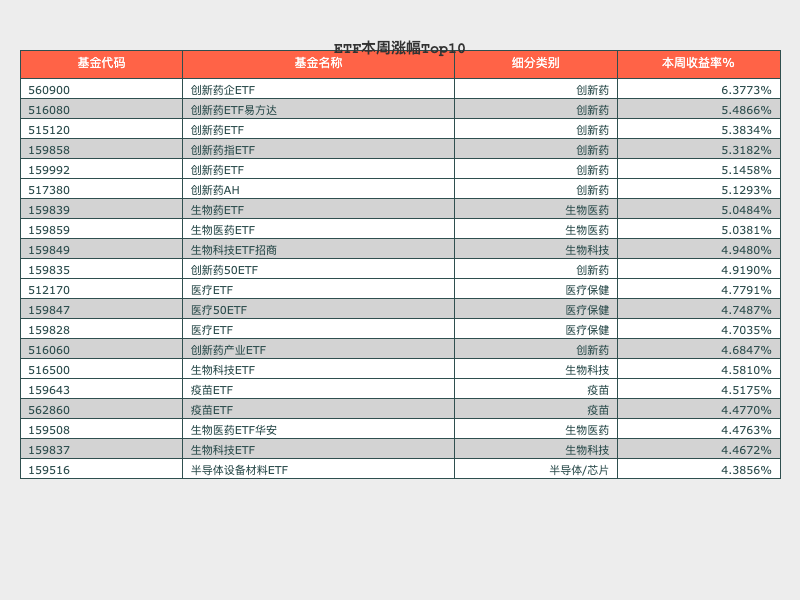 ETF本周涨幅Top10
基金代码 基金名称 细分类别 本周收益率%
560900 创新药企ETF 创新药 6.3773%
516080 创新药ETF易方达 创新药 5.4866%
515120 创新药ETF 创新药 5.3834%
159858 创新药指ETF 创新药 5.3182%
159992 创新药ETF 创新药 5.1458%
517380 创新药AH 创新药 5.1293%
159839 生物药ETF 生物医药 5.0484%
159859 生物医药ETF 生物医药 5.0381%
159849 生物科技ETF招商 生物科技 4.9480%
159835 创新药50ETF 创新药 4.9190%
512170 医疗ETF 医疗保健 4.7791%
159847 医疗50ETF 医疗保健 4.7487%
159828 医疗ETF 医疗保健 4.7035%
516060 创新药产业ETF 创新药 4.6847%
516500 生物科技ETF 生物科技 4.5810%
159643 疫苗ETF 疫苗 4.5175%
562860 疫苗ETF 疫苗 4.4770%
159508 生物医药ETF华安 生物医药 4.4763%
159837 生物科技ETF 生物科技 4.4672%
159516 半导体设备材料ETF 半导体/芯片 4.3856%